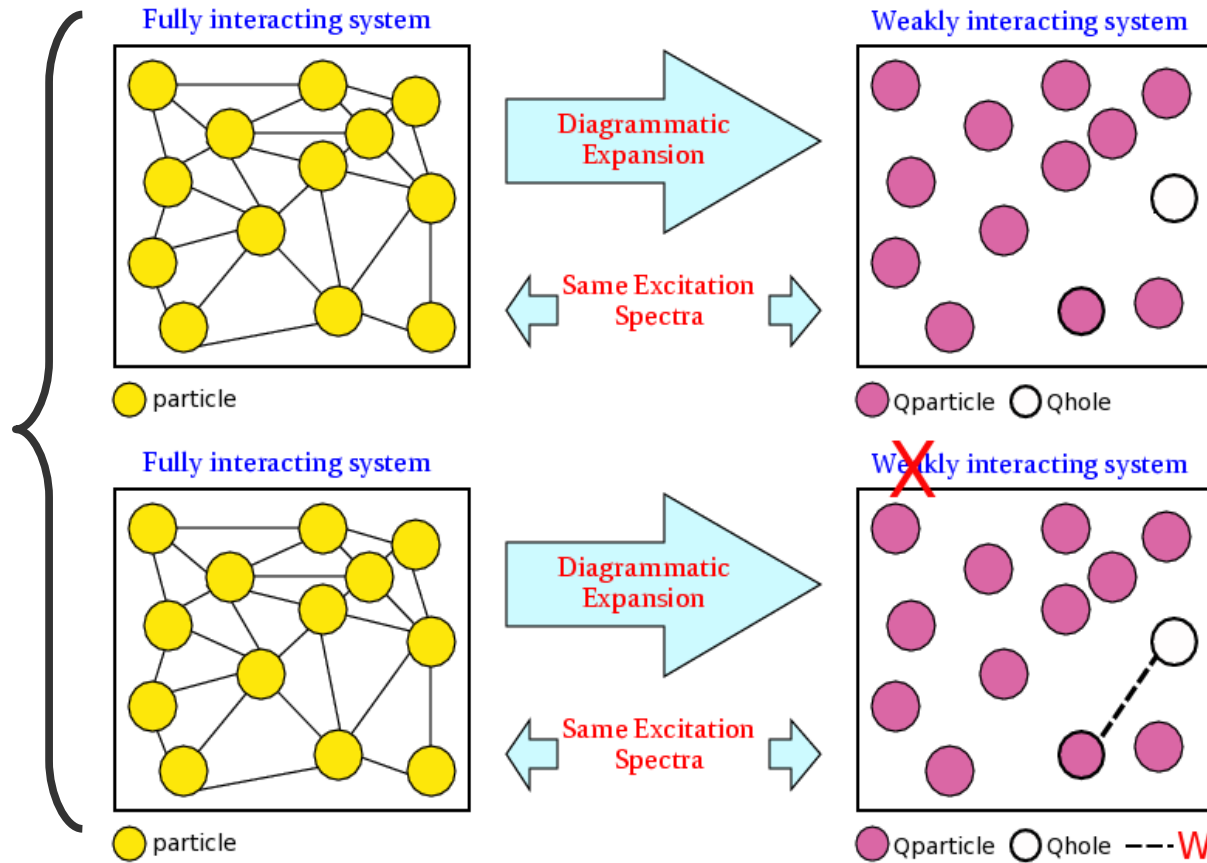 Fully interacting system
Weakly interacting system
Diagrammatic
Expansion
Same Excitation
Spectra
particle
Qparticle Qhole
Fully interacting system
Weakly interacting system
X
Diagrammatic
Expansion
Same Excitation
Spectra
particle
Qparticle Qhole W